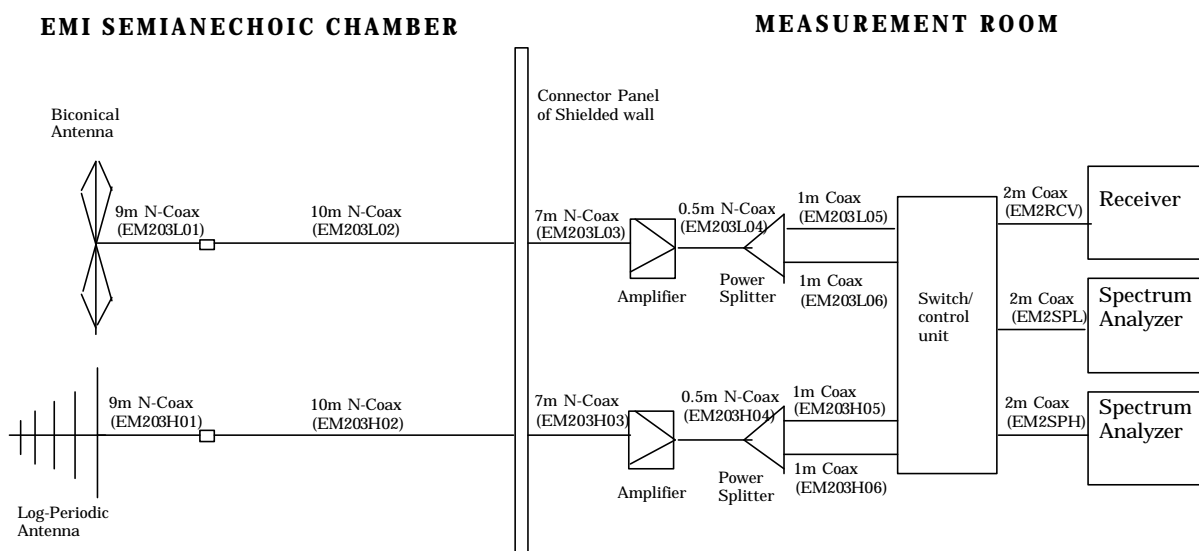 EMI SEMIANECHOIC CHAMBER
MEASUREMENT ROOM
Connector Panel
of Shielded wall
Biconical
Antenna
9m N-Coax
(EM203L01)
10m N-Coax
(EM203L02)
7m N-Coax
(EM203L03)
Amplifier
0.5m N-Coax
(EM203L04)
Power
Splitter
1m Coax
(EM203L05)
1m Coax
(EM203L06)
Switch/
control
unit
2m Coax
(EM2RCV)
Receiver
2m Coax
(EM2SPL)
Spectrum
Analyzer
9m N-Coax
(EM203H01)
10m N-Coax
(EM203H02)
7m N-Coax
(EM203H03)
Amplifier
0.5m N-Coax
(EM203H04)
Power
Splitter
1m Coax
(EM203H05)
1m Coax
(EM203H06)
2m Coax
(EM2SPH)
Spectrum
Analyzer
Log-Periodic
Antenna